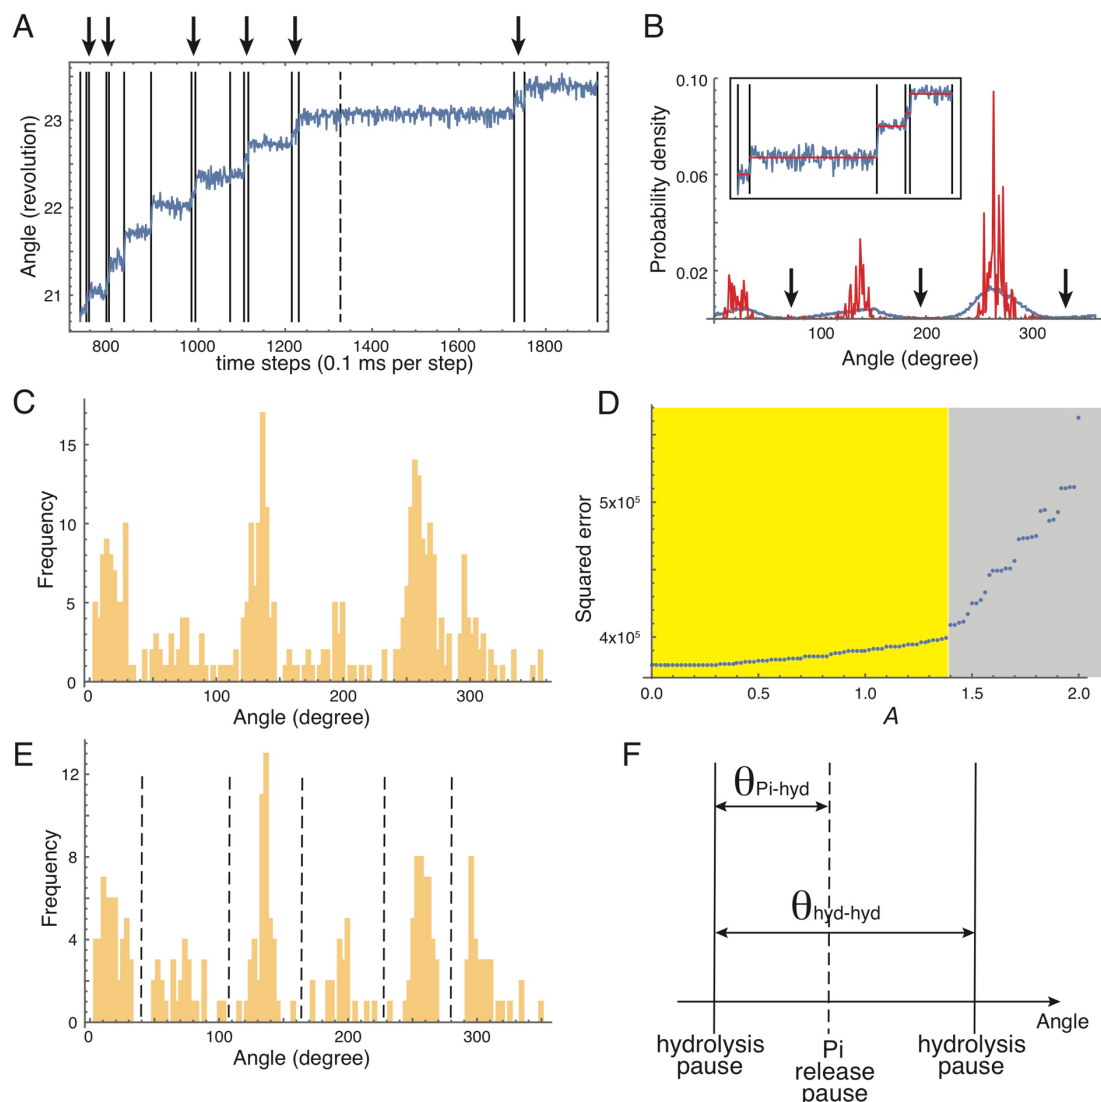 A
Angle (revolution)
23
22
21
800 1000 1200 1400 1600 1800
time steps (0.1 ms per step)
B
Probability density
0.10
0.06
0.02
100 200 300
Angle (degree)
C
Frequency
15
10
5
0
0 100 200 300
Angle (degree)
D
Squared error
5x10⁵
4x10⁵
0.0 0.5 1.0 1.5 2.0
A
E
Frequency
12
8
4
0
0 100 200 300
Angle (degree)
F
θPi-hyd
θhyd-hyd
Angle
hydrolysis
pause
Pi
release
pause
hydrolysis
pause